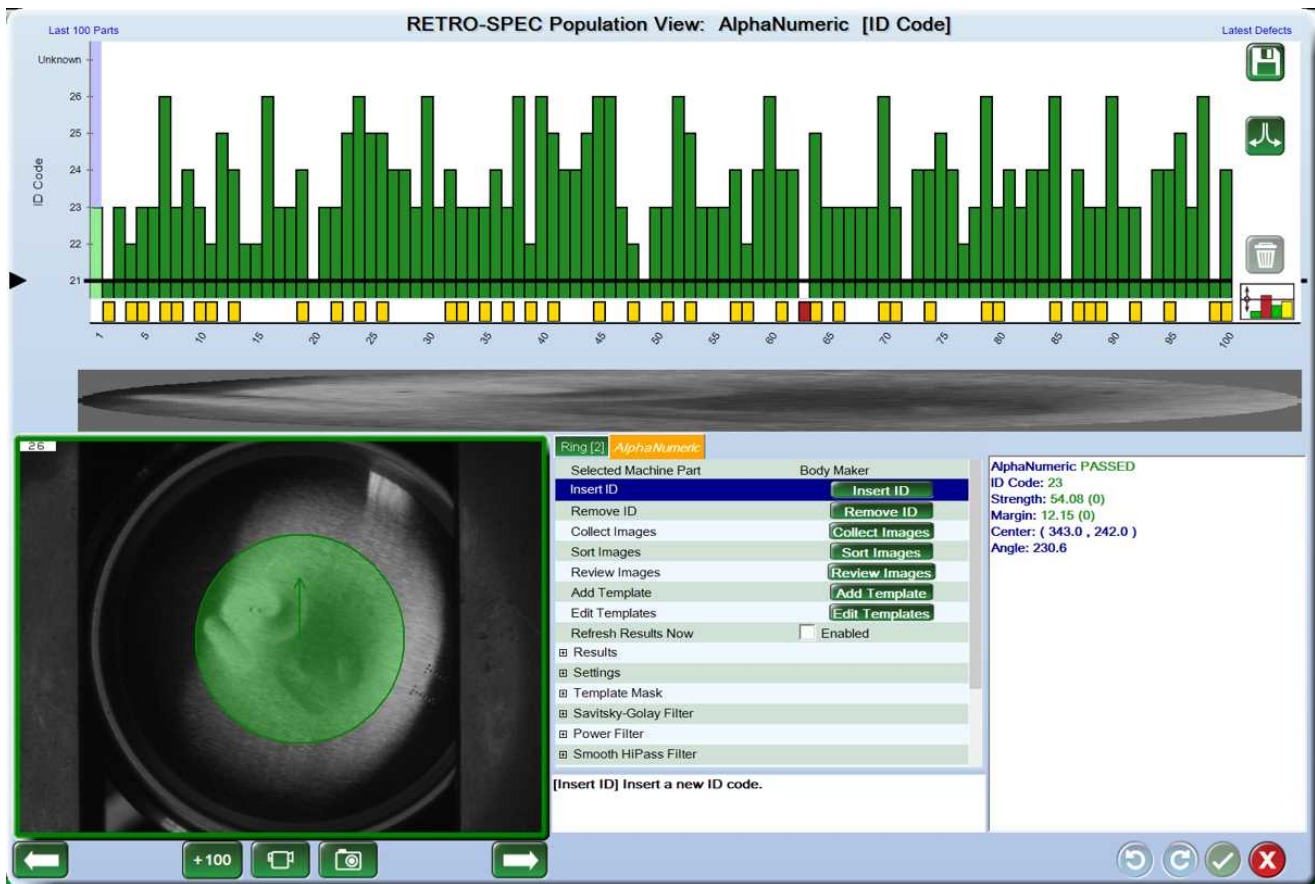 RETRO-SPEC Population View: AlphaNumeric [ID Code]
Last 100 Parts
Latest Defects
Unknown
26
25
24
23
22
21
ID Code
1 5 10 15 20 25 30 35 40 45 50 55 60 65 70 75 80 85 90 95 100
26
Ring [2] AlphaNumeric
Selected Machine Part Body Maker
Insert ID Insert ID
Remove ID Remove ID
Collect Images Collect Images
Sort Images Sort Images
Review Images Review Images
Add Template Add Template
Edit Templates Edit Templates
Refresh Results Now Enabled
Results
Settings
Template Mask
Savitsky-Golay Filter
Power Filter
Smooth HiPass Filter
[Insert ID] Insert a new ID code.
AlphaNumeric PASSED
ID Code: 23
Strength: 54.08 (0)
Margin: 12.15 (0)
Center: ( 343.0 , 242.0 )
Angle: 230.6
+100